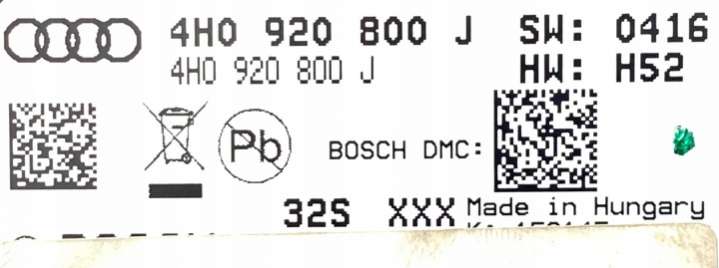 4H0 920 800 J SW: 0416
4H0 920 800 J HW: H52
Pb BOSCH DMC:
32S XXX Made in Hungary